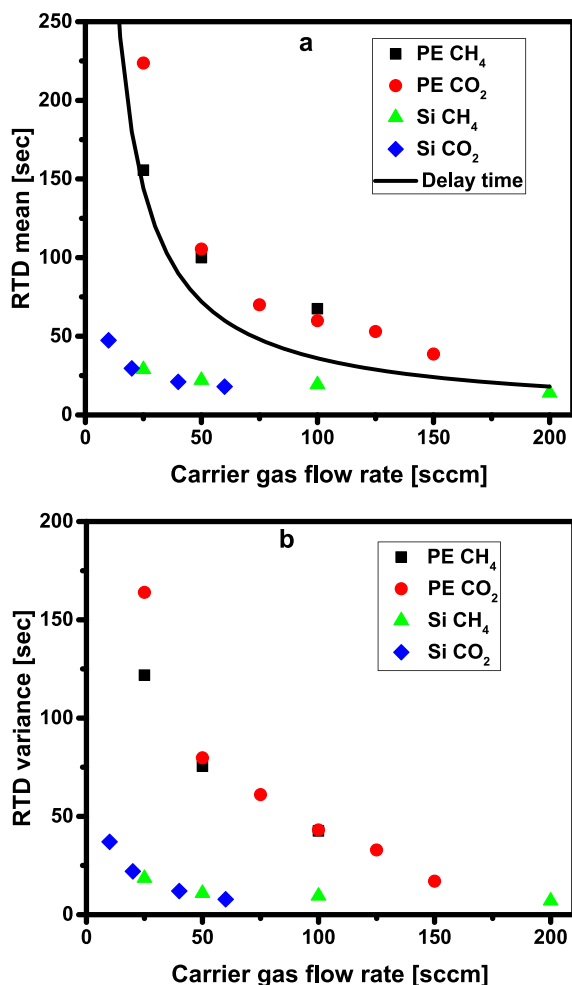 a
250
200
150
100
50
0
RTD mean [sec]
PE CH₄
PE CO₂
Si CH₄
Si CO₂
Delay time
0 50 100 150 200
Carrier gas flow rate [sccm]
b
200
150
100
50
0
RTD variance [sec]
PE CH₄
PE CO₂
Si CH₄
Si CO₂
0 50 100 150 200
Carrier gas flow rate [sccm]